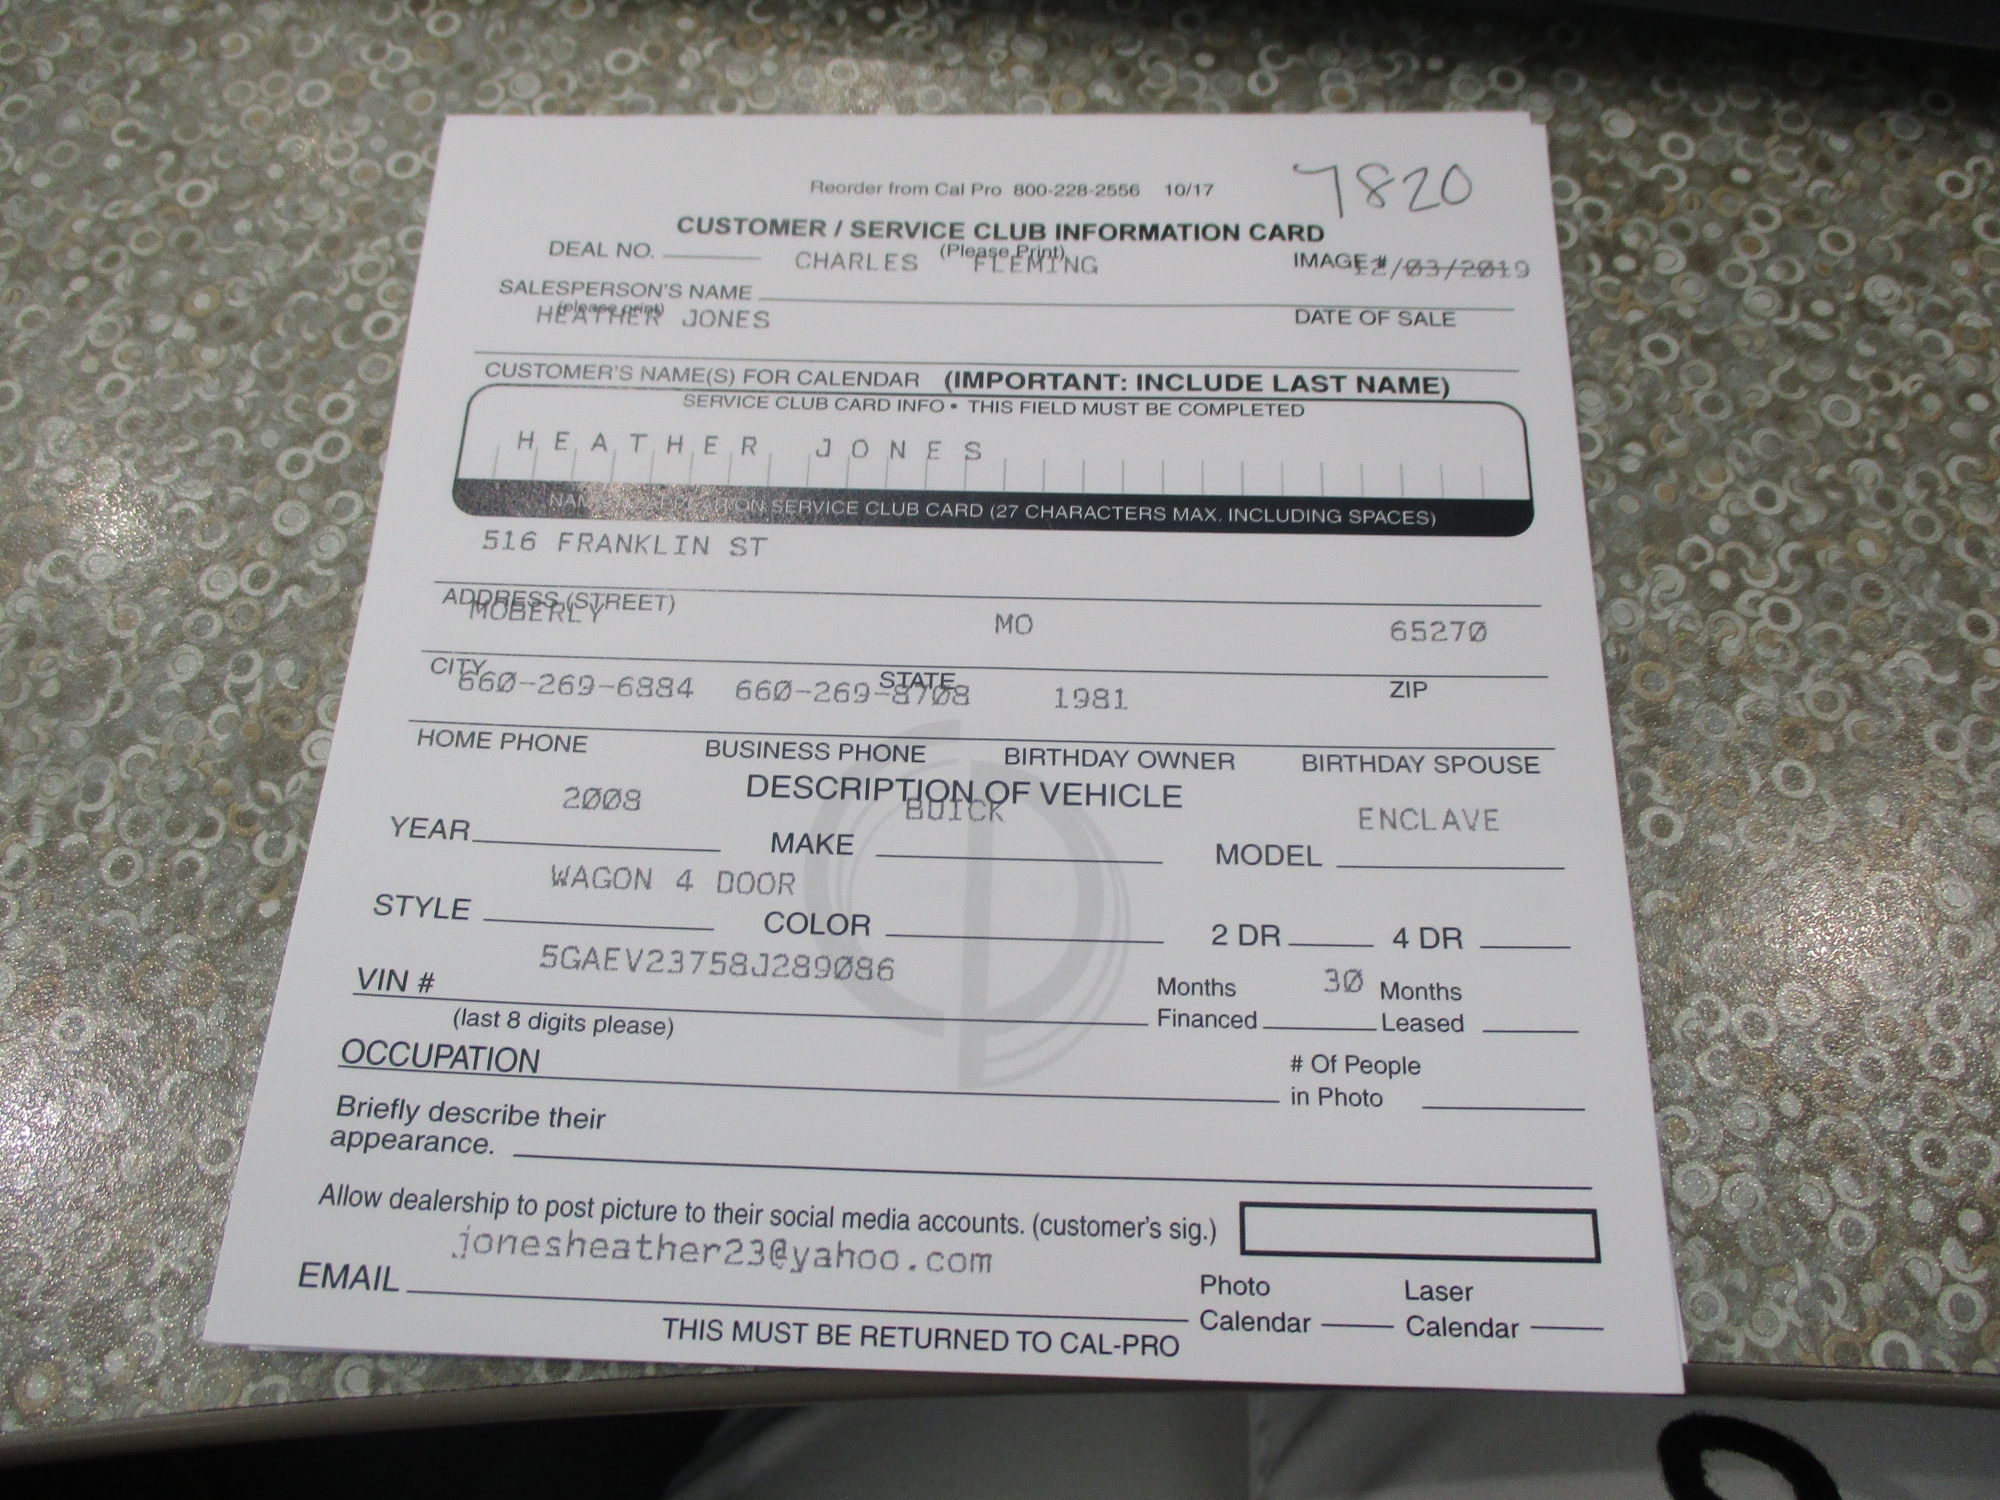 Reorder from Cal Pro 800-228-2556 10/17
7820
CUSTOMER / SERVICE CLUB INFORMATION CARD
(Please Print)
DEAL NO. CHARLES FLEMING IMAGE # 12/03/2019
SALESPERSON'S NAME
(please print)
HEATHER JONES DATE OF SALE
CUSTOMER'S NAME(S) FOR CALENDAR (IMPORTANT: INCLUDE LAST NAME)
SERVICE CLUB CARD INFO • THIS FIELD MUST BE COMPLETED
HEATHER JONES
ON SERVICE CLUB CARD (27 CHARACTERS MAX. INCLUDING SPACES)
516 FRANKLIN ST
ADDRESS (STREET)
MOBERLY MO 65270
CITY STATE ZIP
660-269-6884 660-269-8708 1981
HOME PHONE BUSINESS PHONE BIRTHDAY OWNER BIRTHDAY SPOUSE
DESCRIPTION OF VEHICLE
2008 BUICK ENCLAVE
YEAR MAKE MODEL
WAGON 4 DOOR
STYLE COLOR 2 DR 4 DR
5GAEV23758J289086
VIN # Months Financed 30 Months Leased
(last 8 digits please)
OCCUPATION # Of People in Photo
Briefly describe their
appearance.
Allow dealership to post picture to their social media accounts. (customer's sig.)
jonesheather23@yahoo.com
EMAIL Photo Calendar Laser Calendar
THIS MUST BE RETURNED TO CAL-PRO